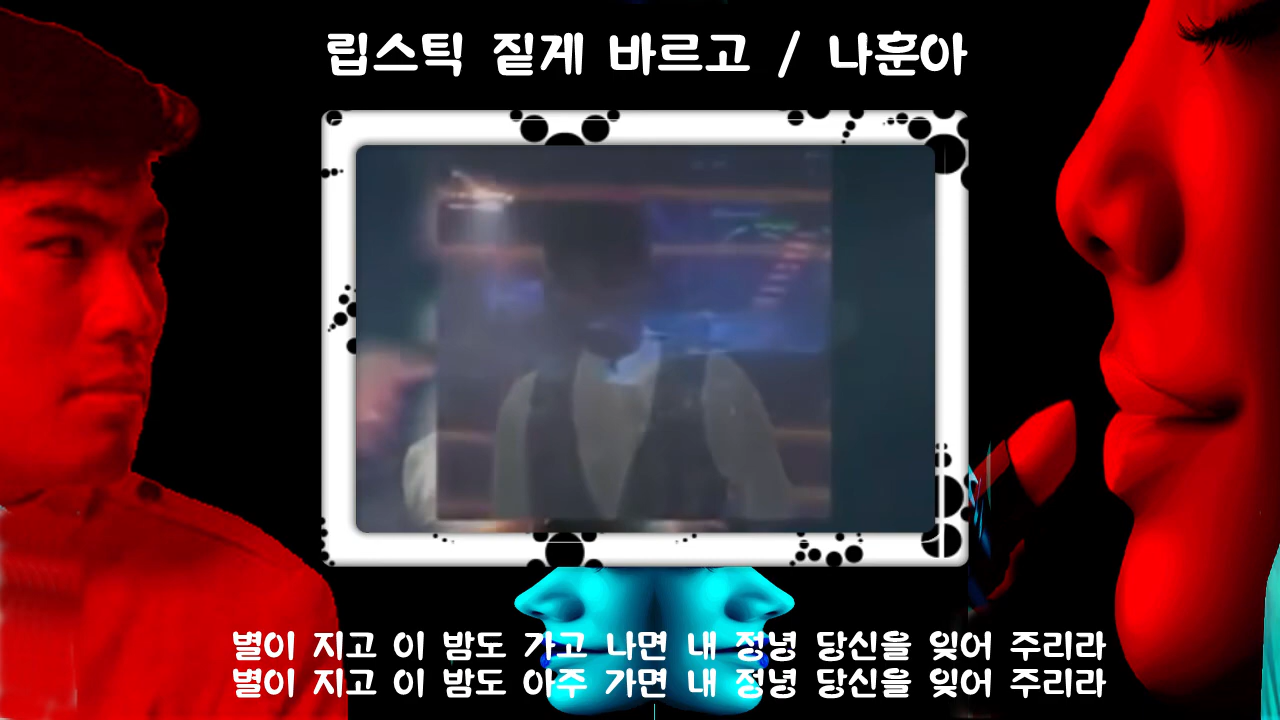 립스틱 짙게 바르고 / 나훈아
별이 지고 이 밤도 가고 나면 내 정녕 당신을 잊어 주리라
별이 지고 이 밤도 아주 가면 내 정녕 당신을 잊어 주리라